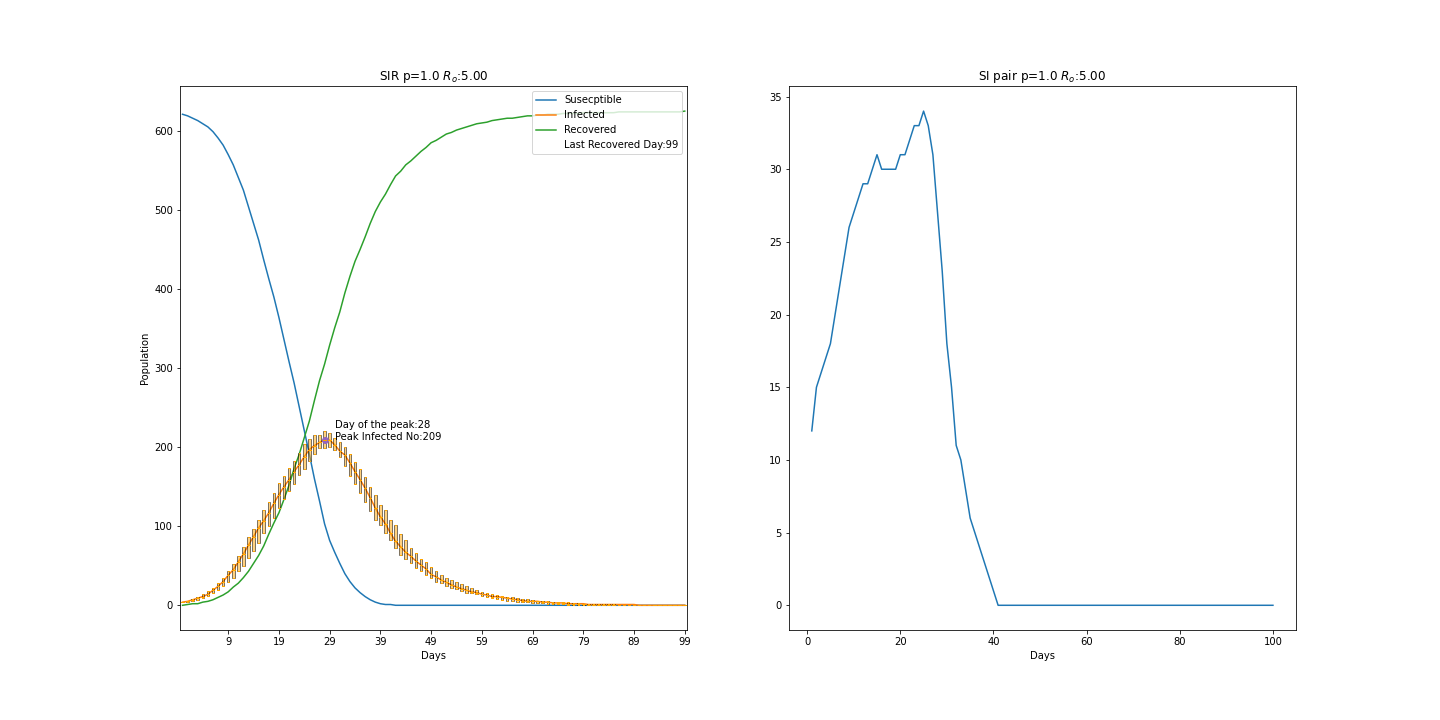 SIR p=1.0 Rₒ:5.00
Susecptible
Infected
Recovered
Last Recovered Day:99
600
500
400
300
200
100
0
Population
Day of the peak:28
Peak Infected No:209
9 19 29 39 49 59 69 79 89 99
Days
SI pair p=1.0 Rₒ:5.00
35
30
25
20
15
10
5
0
0 20 40 60 80 100
Days